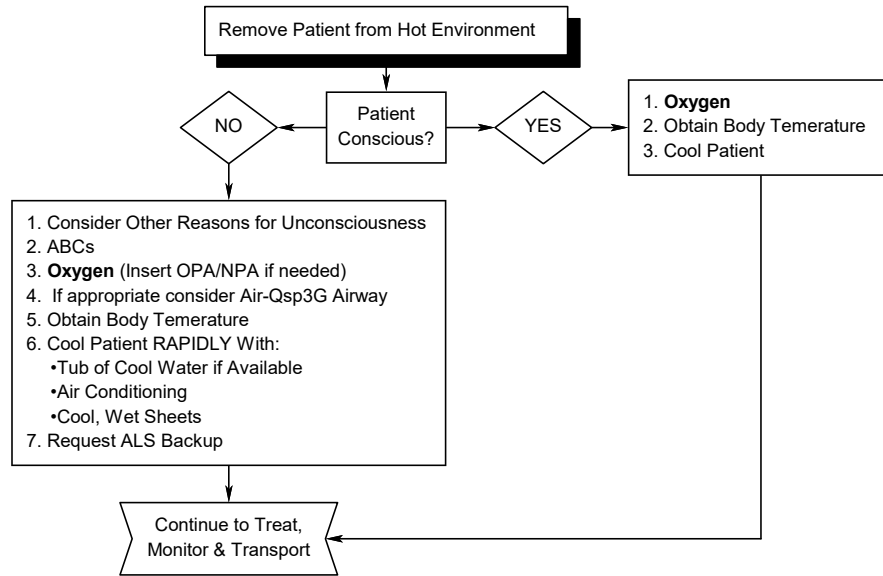 Remove Patient from Hot Environment
Patient
Conscious?
NO
YES
1. Oxygen
2. Obtain Body Temerature
3. Cool Patient
1. Consider Other Reasons for Unconsciousness
2. ABCs
3. Oxygen (Insert OPA/NPA if needed)
4. If appropriate consider Air-Qsp3G Airway
5. Obtain Body Temerature
6. Cool Patient RAPIDLY With:
•Tub of Cool Water if Available
•Air Conditioning
•Cool, Wet Sheets
7. Request ALS Backup
Continue to Treat,
Monitor & Transport